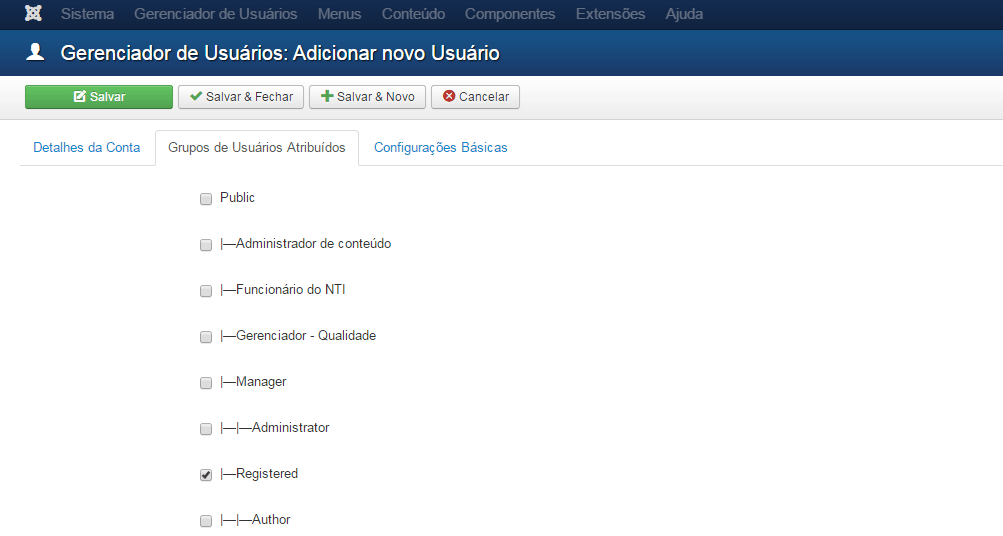 Sistema Gerenciador de Usuários Menus Conteúdo Componentes Extensões Ajuda
Gerenciador de Usuários: Adicionar novo Usuário
Salvar Salvar & Fechar Salvar & Novo Cancelar
Detalhes da Conta Grupos de Usuários Atribuídos Configurações Básicas
Public
|—Administrador de conteúdo
|—Funcionário do NTI
|—Gerenciador - Qualidade
|—Manager
|—|—Administrator
|—Registered
|—|—Author